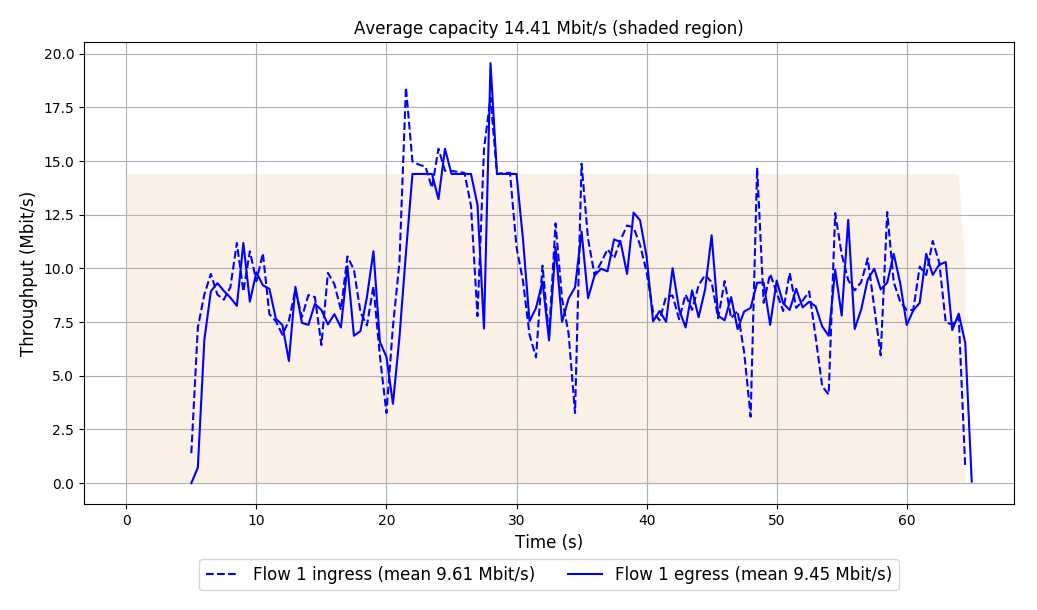 Average capacity 14.41 Mbit/s (shaded region)
20.0
17.5
15.0
12.5
10.0
7.5
5.0
2.5
0.0
Throughput (Mbit/s)
0 10 20 30 40 50 60
Time (s)
Flow 1 ingress (mean 9.61 Mbit/s) Flow 1 egress (mean 9.45 Mbit/s)